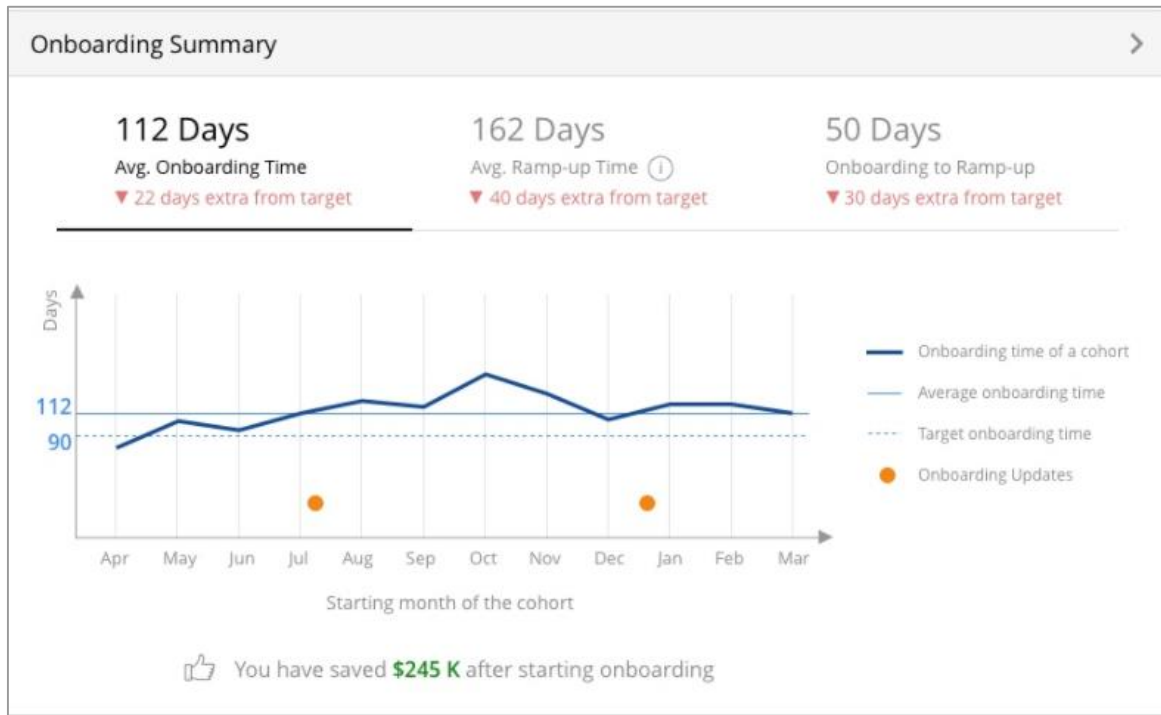 Onboarding Summary
112 Days
Avg. Onboarding Time
▼ 22 days extra from target
162 Days
Avg. Ramp-up Time ⓘ
▼ 40 days extra from target
50 Days
Onboarding to Ramp-up
▼ 30 days extra from target
Days
112
90
Apr May Jun Jul Aug Sep Oct Nov Dec Jan Feb Mar
Starting month of the cohort
Onboarding time of a cohort
Average onboarding time
Target onboarding time
Onboarding Updates
You have saved $245 K after starting onboarding